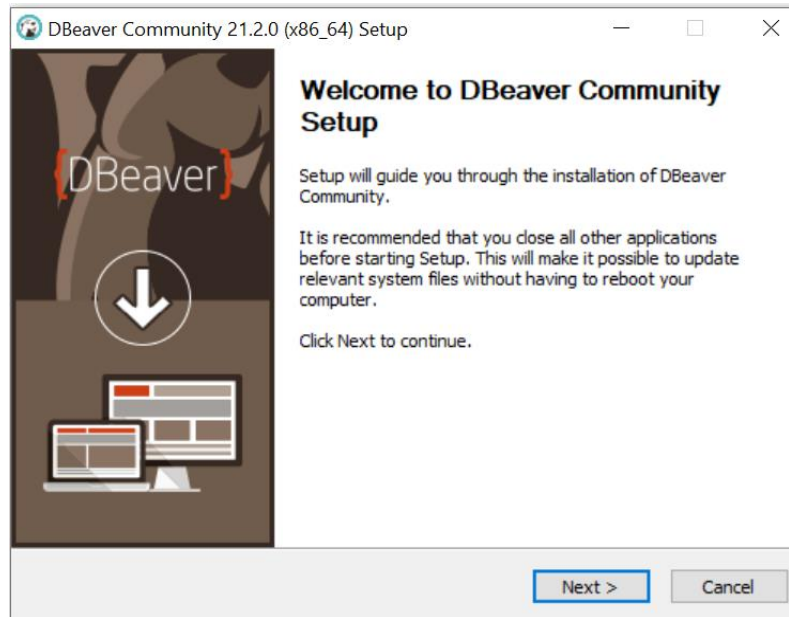 DBeaver Community 21.2.0 (x86_64) Setup
Welcome to DBeaver Community
Setup
{DBeaver}
Setup will guide you through the installation of DBeaver
Community.
It is recommended that you close all other applications
before starting Setup. This will make it possible to update
relevant system files without having to reboot your
computer.
Click Next to continue.
Next >
Cancel